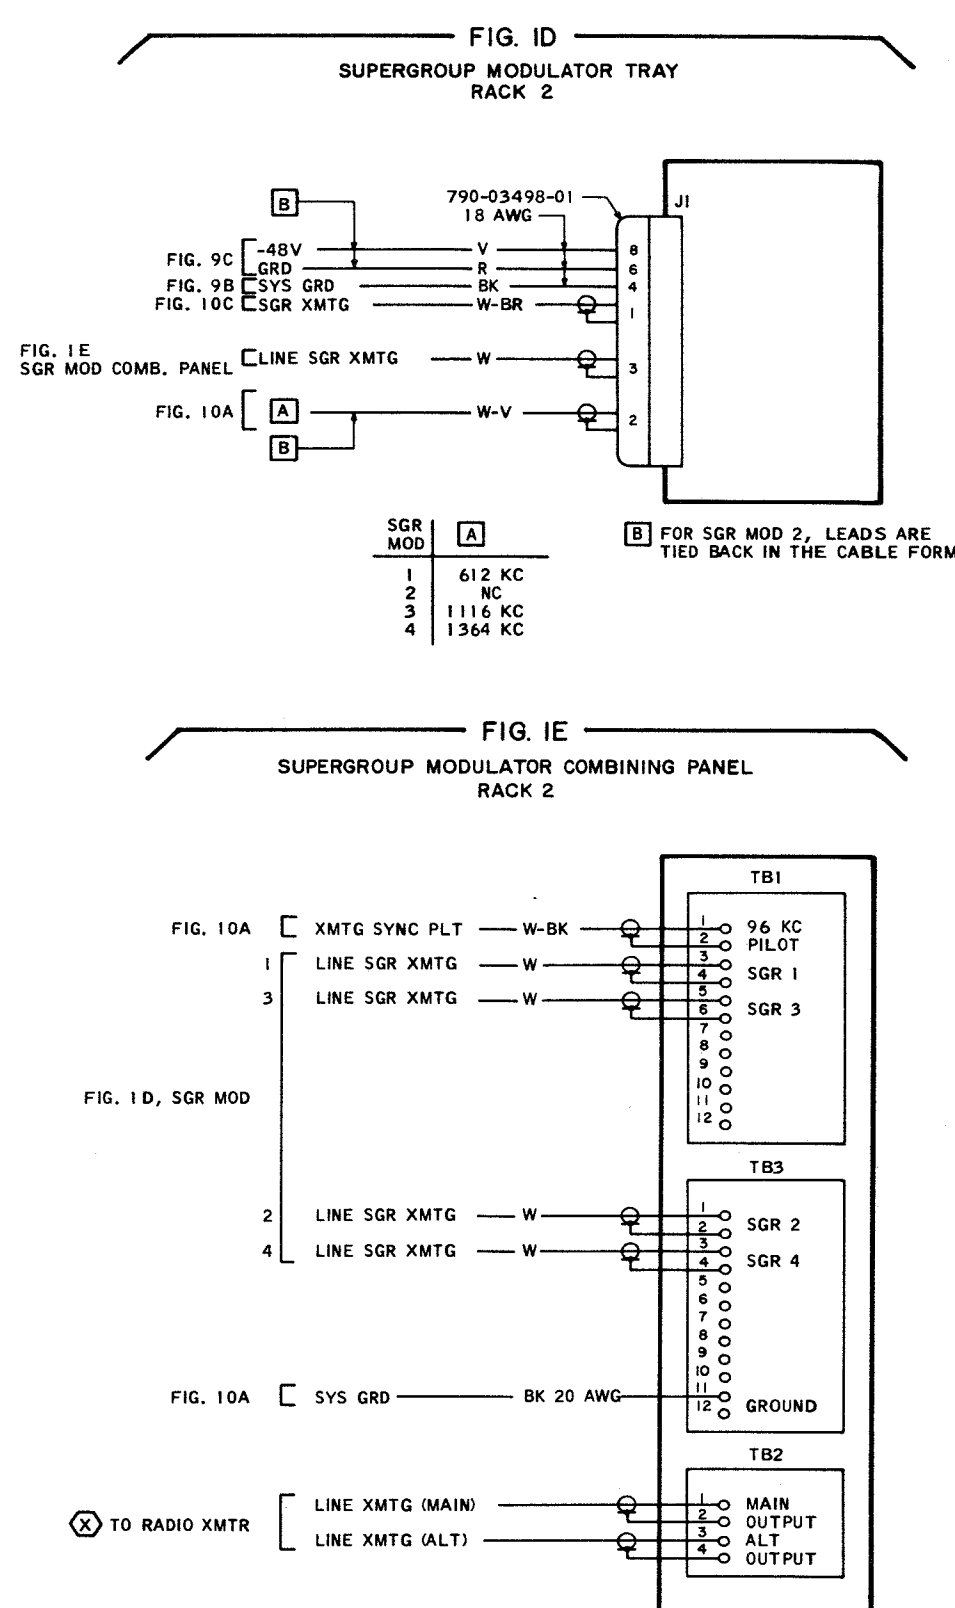 FIG. 1D
SUPERGROUP MODULATOR TRAY
RACK 2
B
790-03498-01
18 AWG
J1
FIG. 9C
-48V
V
8
GRD
R
6
FIG. 9B
SYS GRD
BK
4
FIG. 10C
SGR XMTG
W-BR
1
FIG. 1E
SGR MOD COMB. PANEL
LINE SGR XMTG
W
3
FIG. 10A
A
W-V
2
B
SGR MOD
A
1 612 KC
2 NC
3 1116 KC
4 1364 KC
B FOR SGR MOD 2, LEADS ARE
TIED BACK IN THE CABLE FORM
FIG. 1E
SUPERGROUP MODULATOR COMBINING PANEL
RACK 2
TB1
FIG. 10A
XMTG SYNC PLT
W-BK
1
96 KC
2
PILOT
1
LINE SGR XMTG
W
3
4
SGR 1
3
LINE SGR XMTG
W
5
6
SGR 3
7
8
9
10
11
12
FIG. 1D, SGR MOD
TB3
2
LINE SGR XMTG
W
1
2
SGR 2
4
LINE SGR XMTG
W
3
4
SGR 4
5
6
7
8
9
10
FIG. 10A
SYS GRD
BK 20 AWG
11
12
GROUND
TB2
X TO RADIO XMTR
LINE XMTG (MAIN)
1
MAIN
2
OUTPUT
LINE XMTG (ALT)
3
ALT
4
OUTPUT